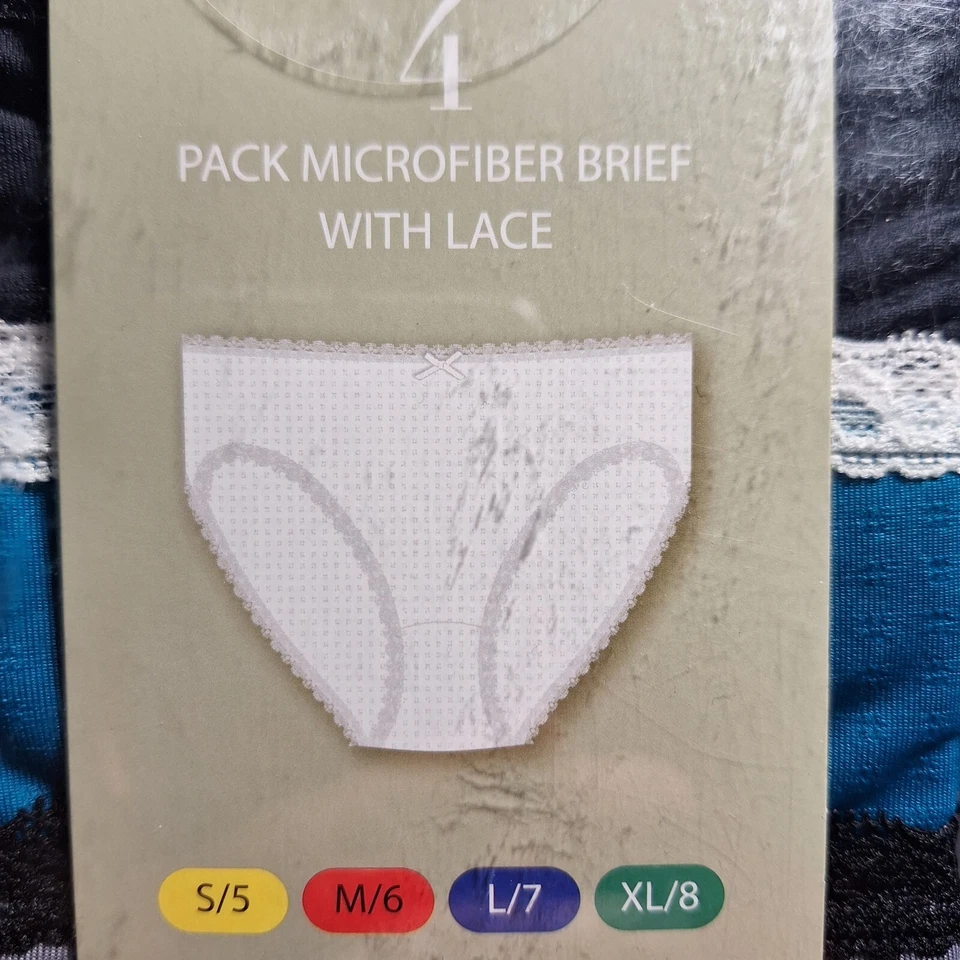 4
PACK MICROFIBER BRIEF
WITH LACE
S/5 M/6 L/7 XL/8